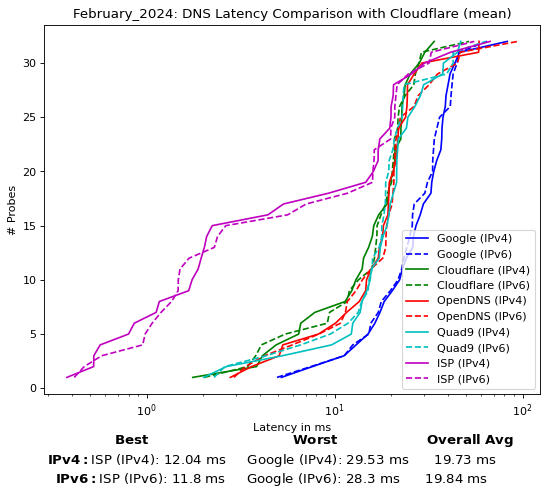 February_2024: DNS Latency Comparison with Cloudflare (mean)
# Probes
30
25
20
15
10
5
0
Google (IPv4)
Google (IPv6)
Cloudflare (IPv4)
Cloudflare (IPv6)
OpenDNS (IPv4)
OpenDNS (IPv6)
Quad9 (IPv4)
Quad9 (IPv6)
ISP (IPv4)
ISP (IPv6)
10⁰ 10¹ 10²
Latency in ms
Best Worst Overall Avg
IPv4: ISP (IPv4): 12.04 ms Google (IPv4): 29.53 ms 19.73 ms
IPv6: ISP (IPv6): 11.8 ms Google (IPv6): 28.3 ms 19.84 ms